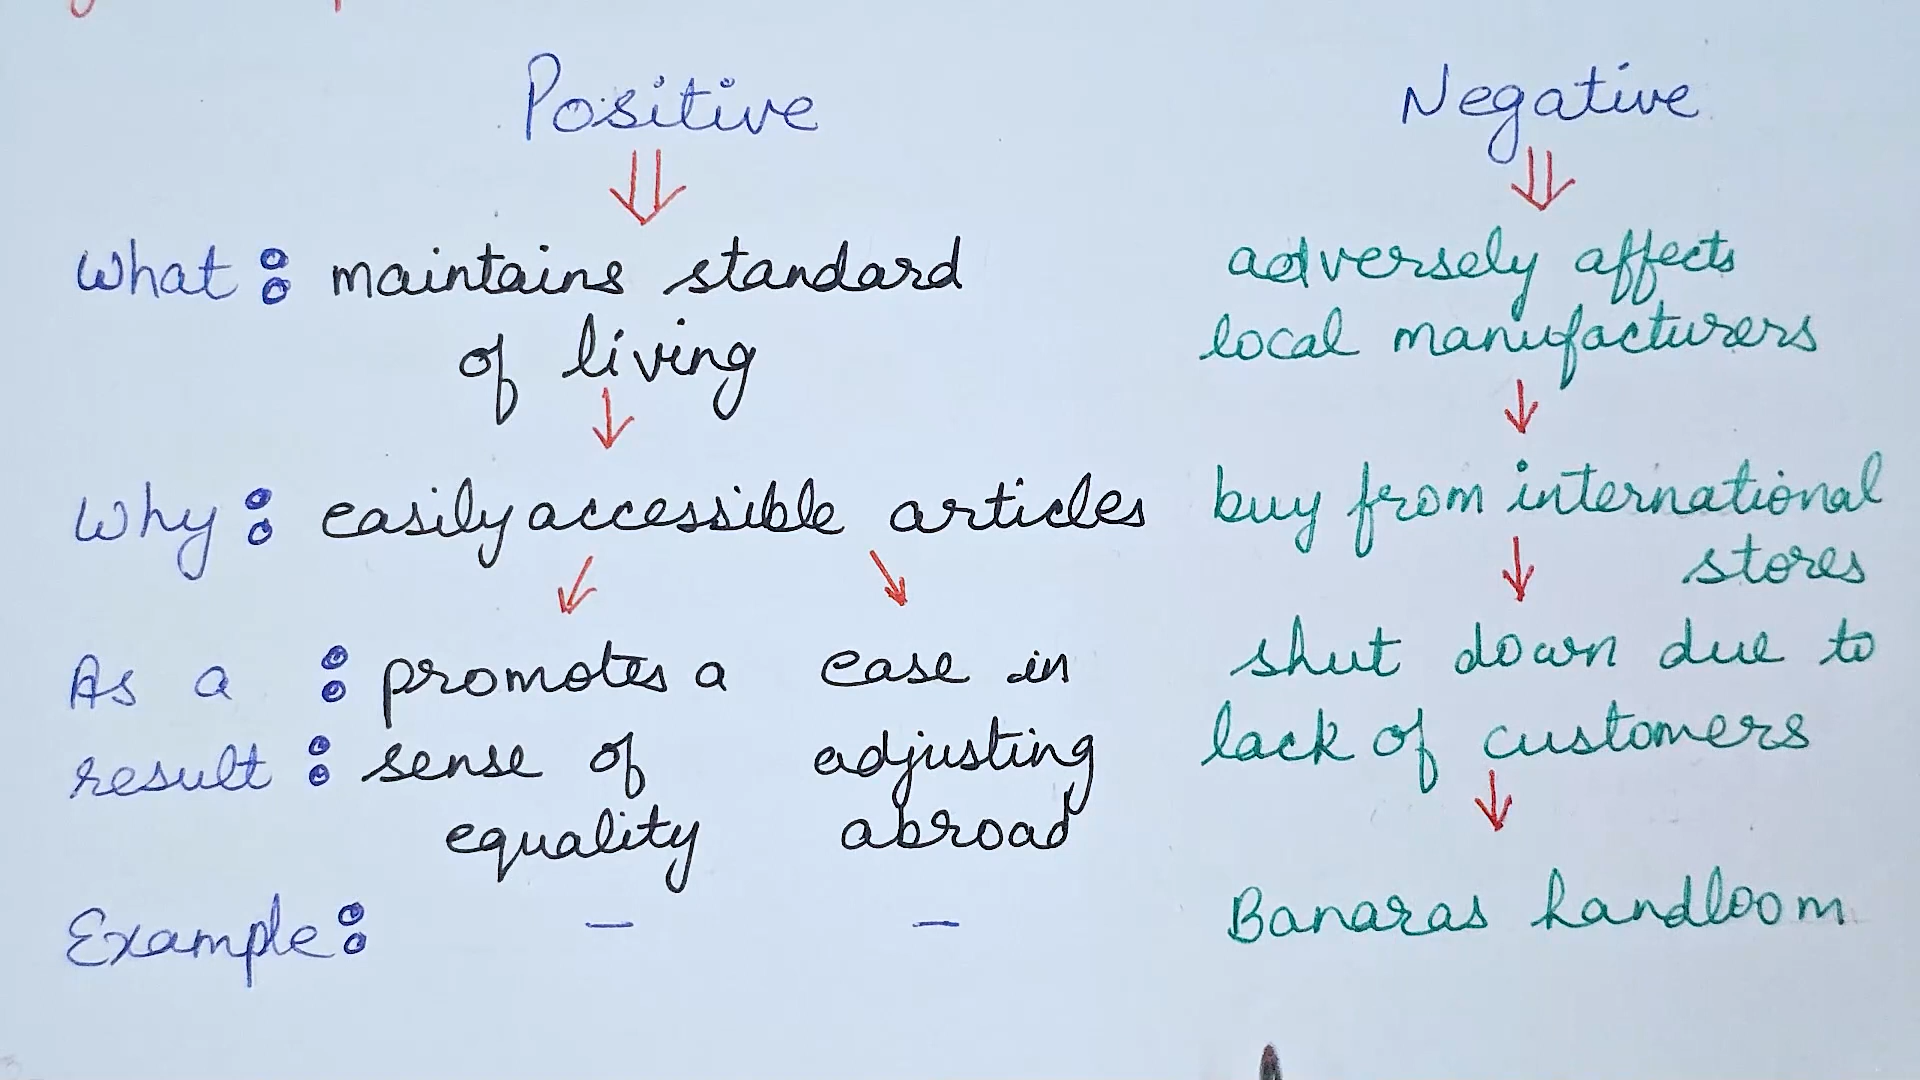 Positive
Negative
What : maintains standard
of living
adversely affects
local manufacturers
Why : easily accessible articles
buy from international
stores
As a : promotes a
result : sense of
equality
ease in
adjusting
abroad
shut down due to
lack of customers
Example : - -
Banaras handloom